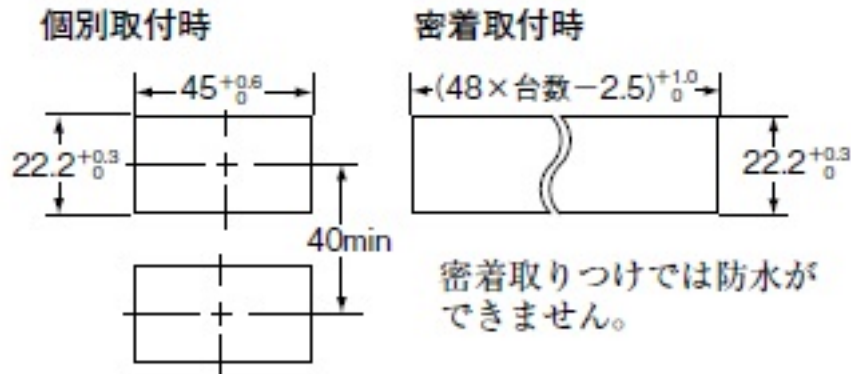 個別取付時
密着取付時
45+0.6 0
(48×台数−2.5)+1.0 0
22.2+0.3 0
22.2+0.3 0
40min
密着取りつけでは防水が
できません。